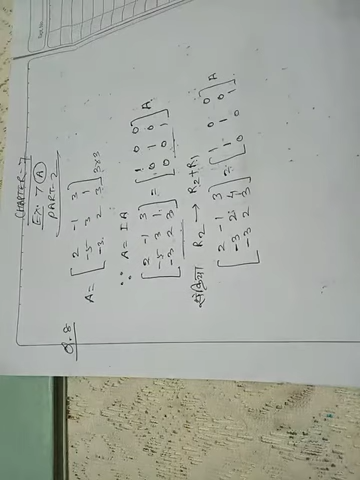 CHAPTER-7
Ex. 7 (A)
PART-2
Q.8
A = [ 2 -1 3
-5 3 1
-3 2 3 ] 3x3
∴ A = IA
[ 2 -1 3
-5 3 1
-3 2 3 ] = [ 1 0 0
0 1 0
0 0 1 ] A
संक्रिया R2 → R2 + R1
[ 2 -1 3
-3 2 4
-3 2 3 ] = [ 1 0 0
1 1 0
0 0 1 ] A